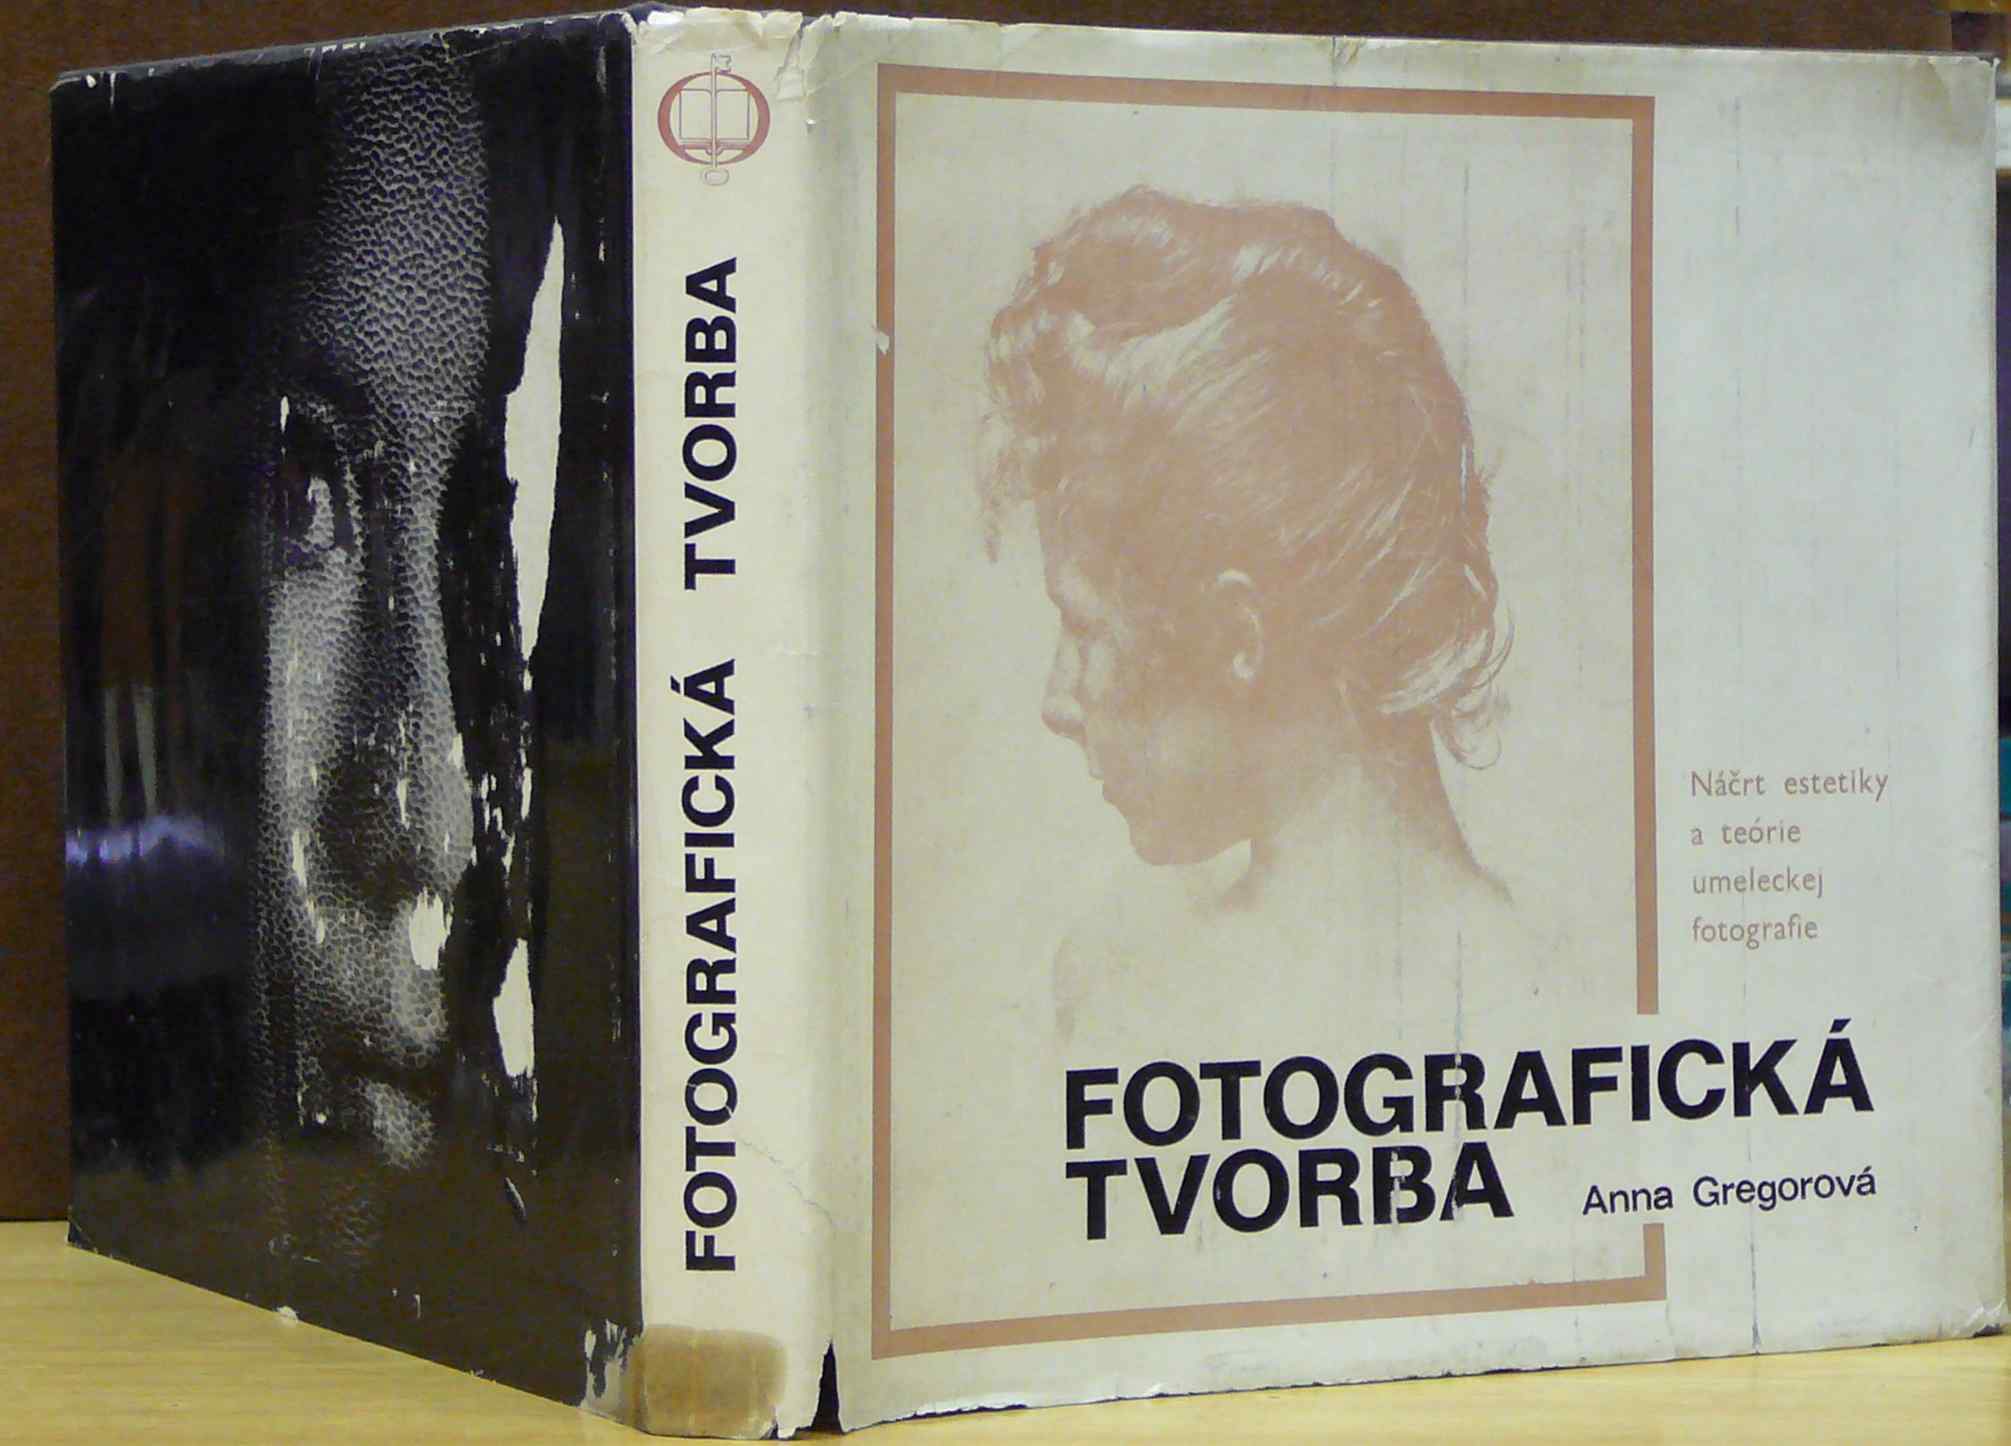 FOTOGRAFICKÁ TVORBA
Náčrt estetiky
a teórie
umeleckej
fotografie
FOTOGRAFICKÁ
TVORBA
Anna Gregorová